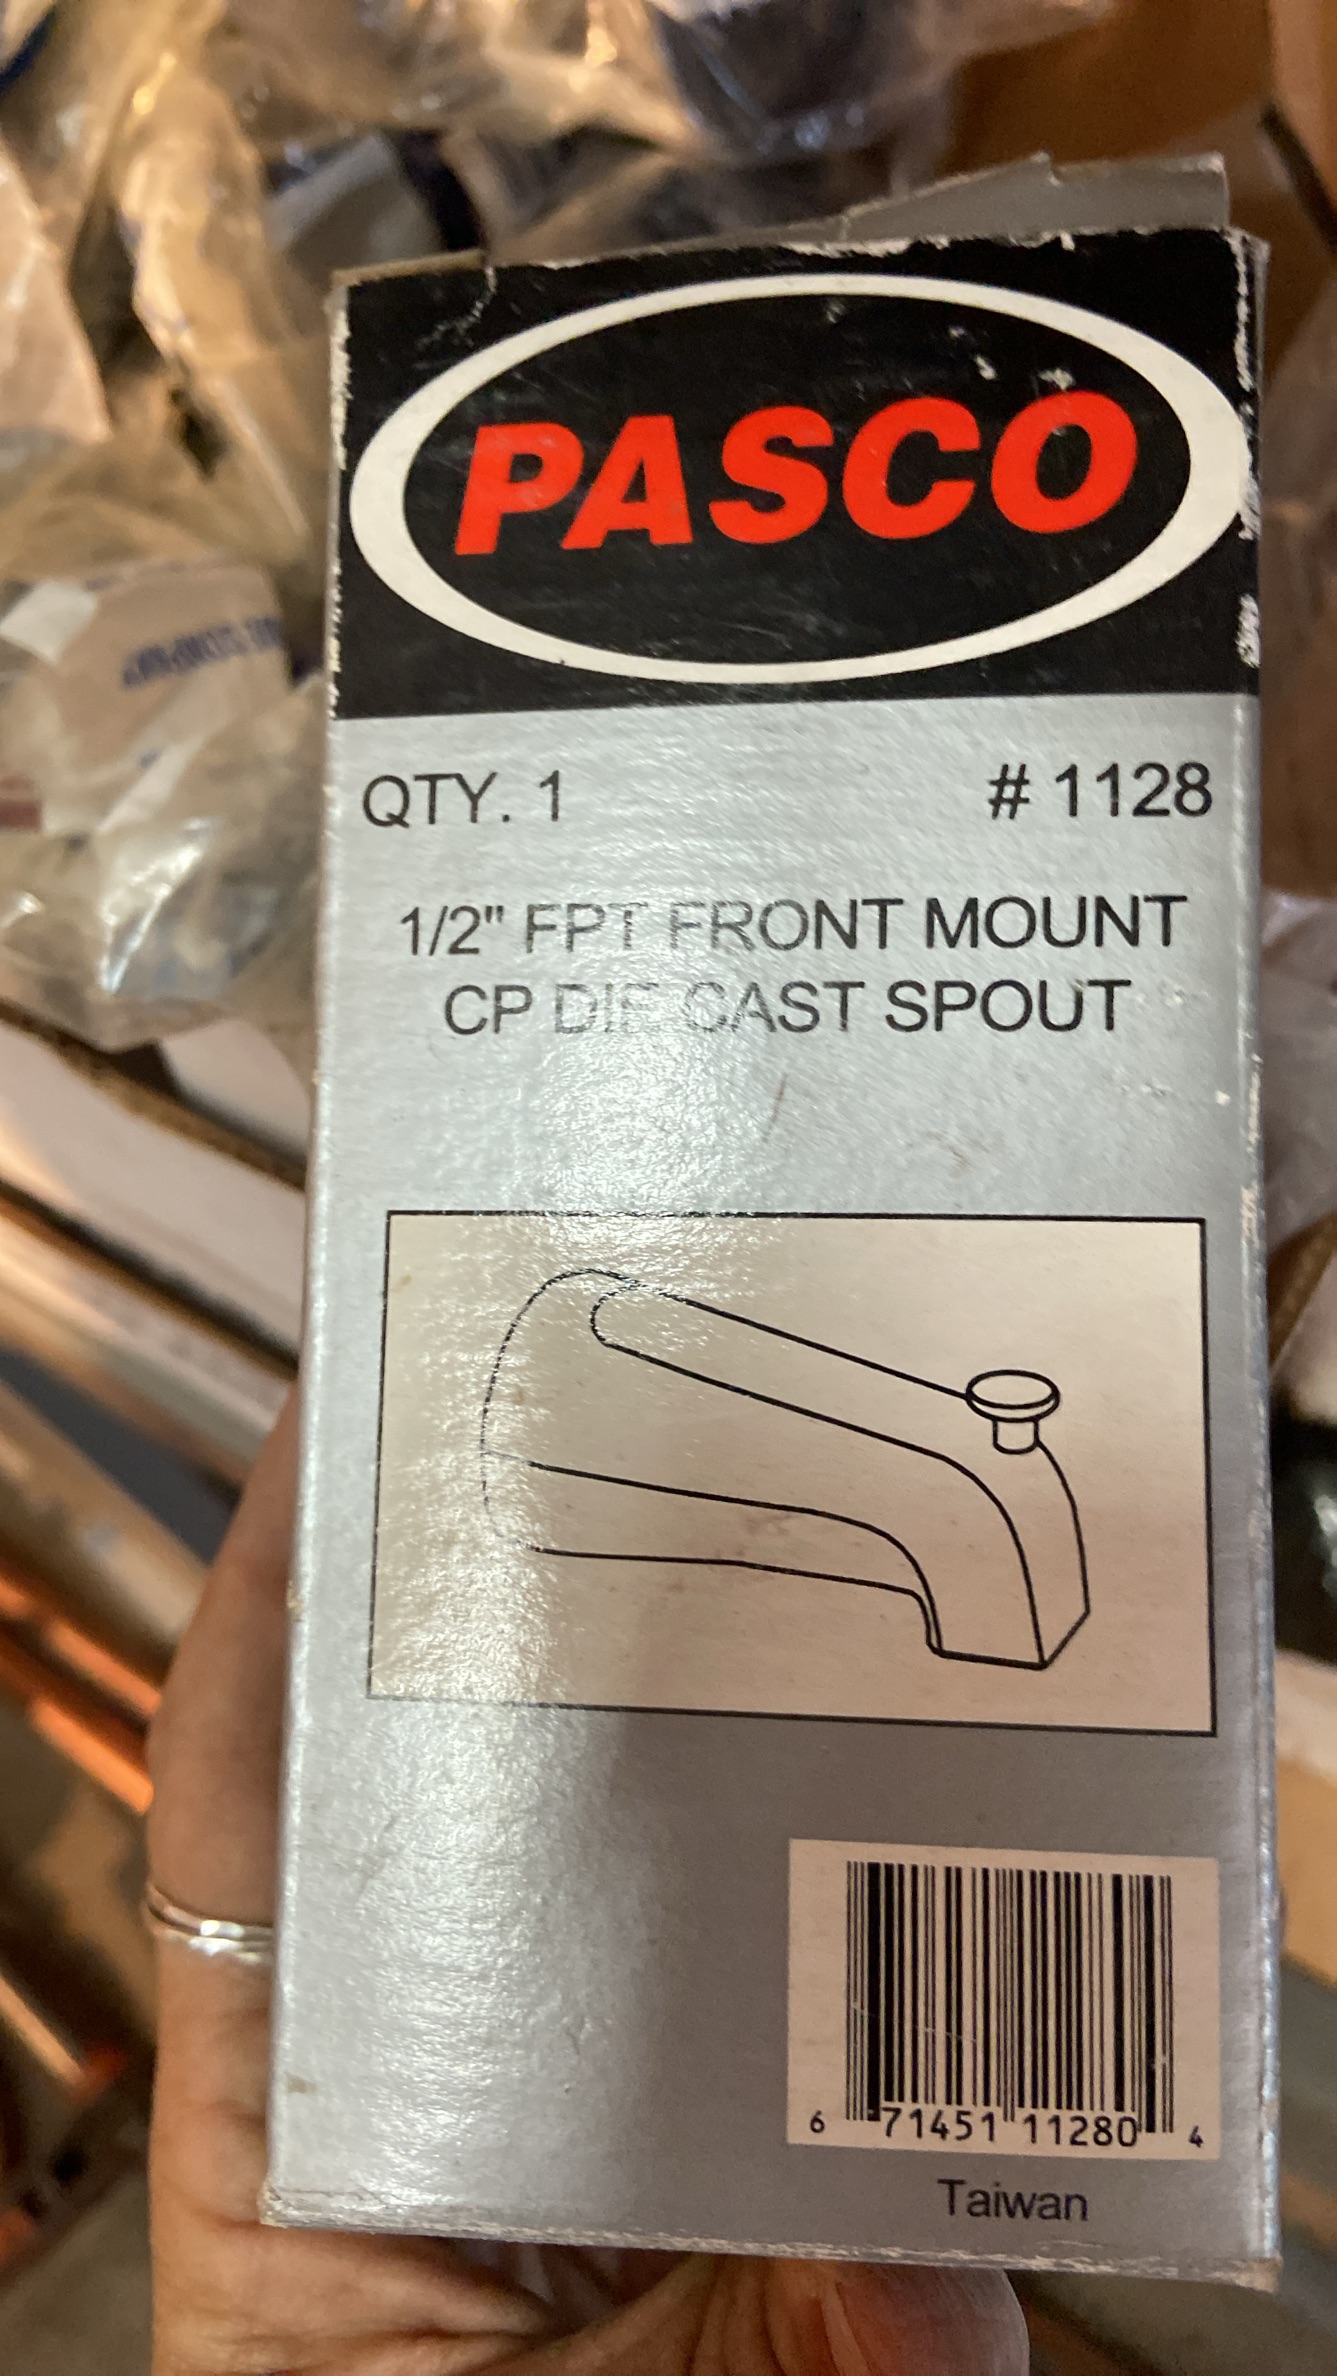 PASCO
QTY. 1 # 1128
1/2" FPT FRONT MOUNT
CP DIE CAST SPOUT
6 71451 11280 4
Taiwan